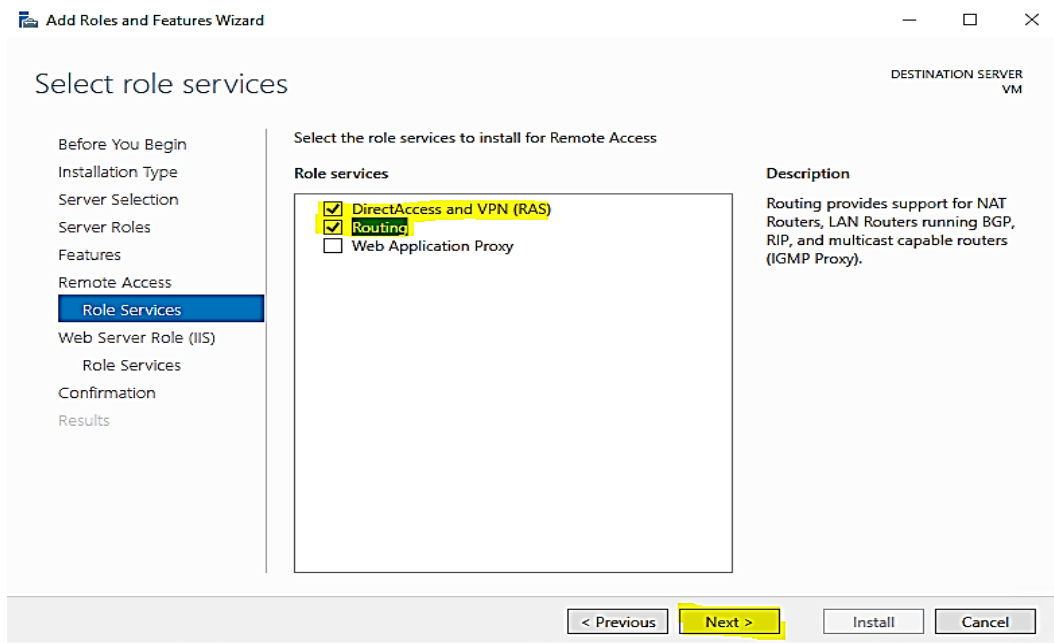 Add Roles and Features Wizard
Select role services
DESTINATION SERVER
VM
Before You Begin
Installation Type
Server Selection
Server Roles
Features
Remote Access
Role Services
Web Server Role (IIS)
Role Services
Confirmation
Results
Select the role services to install for Remote Access
Role services
DirectAccess and VPN (RAS)
Routing
Web Application Proxy
Description
Routing provides support for NAT
Routers, LAN Routers running BGP,
RIP, and multicast capable routers
(IGMP Proxy).
< Previous
Next >
Install
Cancel